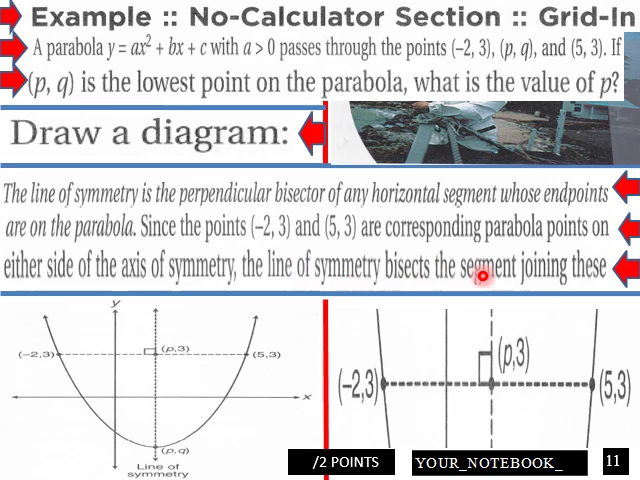 Example :: No-Calculator Section :: Grid-In
A parabola y = ax² + bx + c with a > 0 passes through the points (–2, 3), (p, q), and (5, 3). If
(p, q) is the lowest point on the parabola, what is the value of p?
Draw a diagram:
The line of symmetry is the perpendicular bisector of any horizontal segment whose endpoints
are on the parabola. Since the points (–2, 3) and (5, 3) are corresponding parabola points on
either side of the axis of symmetry, the line of symmetry bisects the segment joining these
y
(–2,3)
(p,3)
(5,3)
x
(p,q)
Line of
symmetry
(–2,3)
(p,3)
(5,3)
/2 POINTS
YOUR_NOTEBOOK_
11